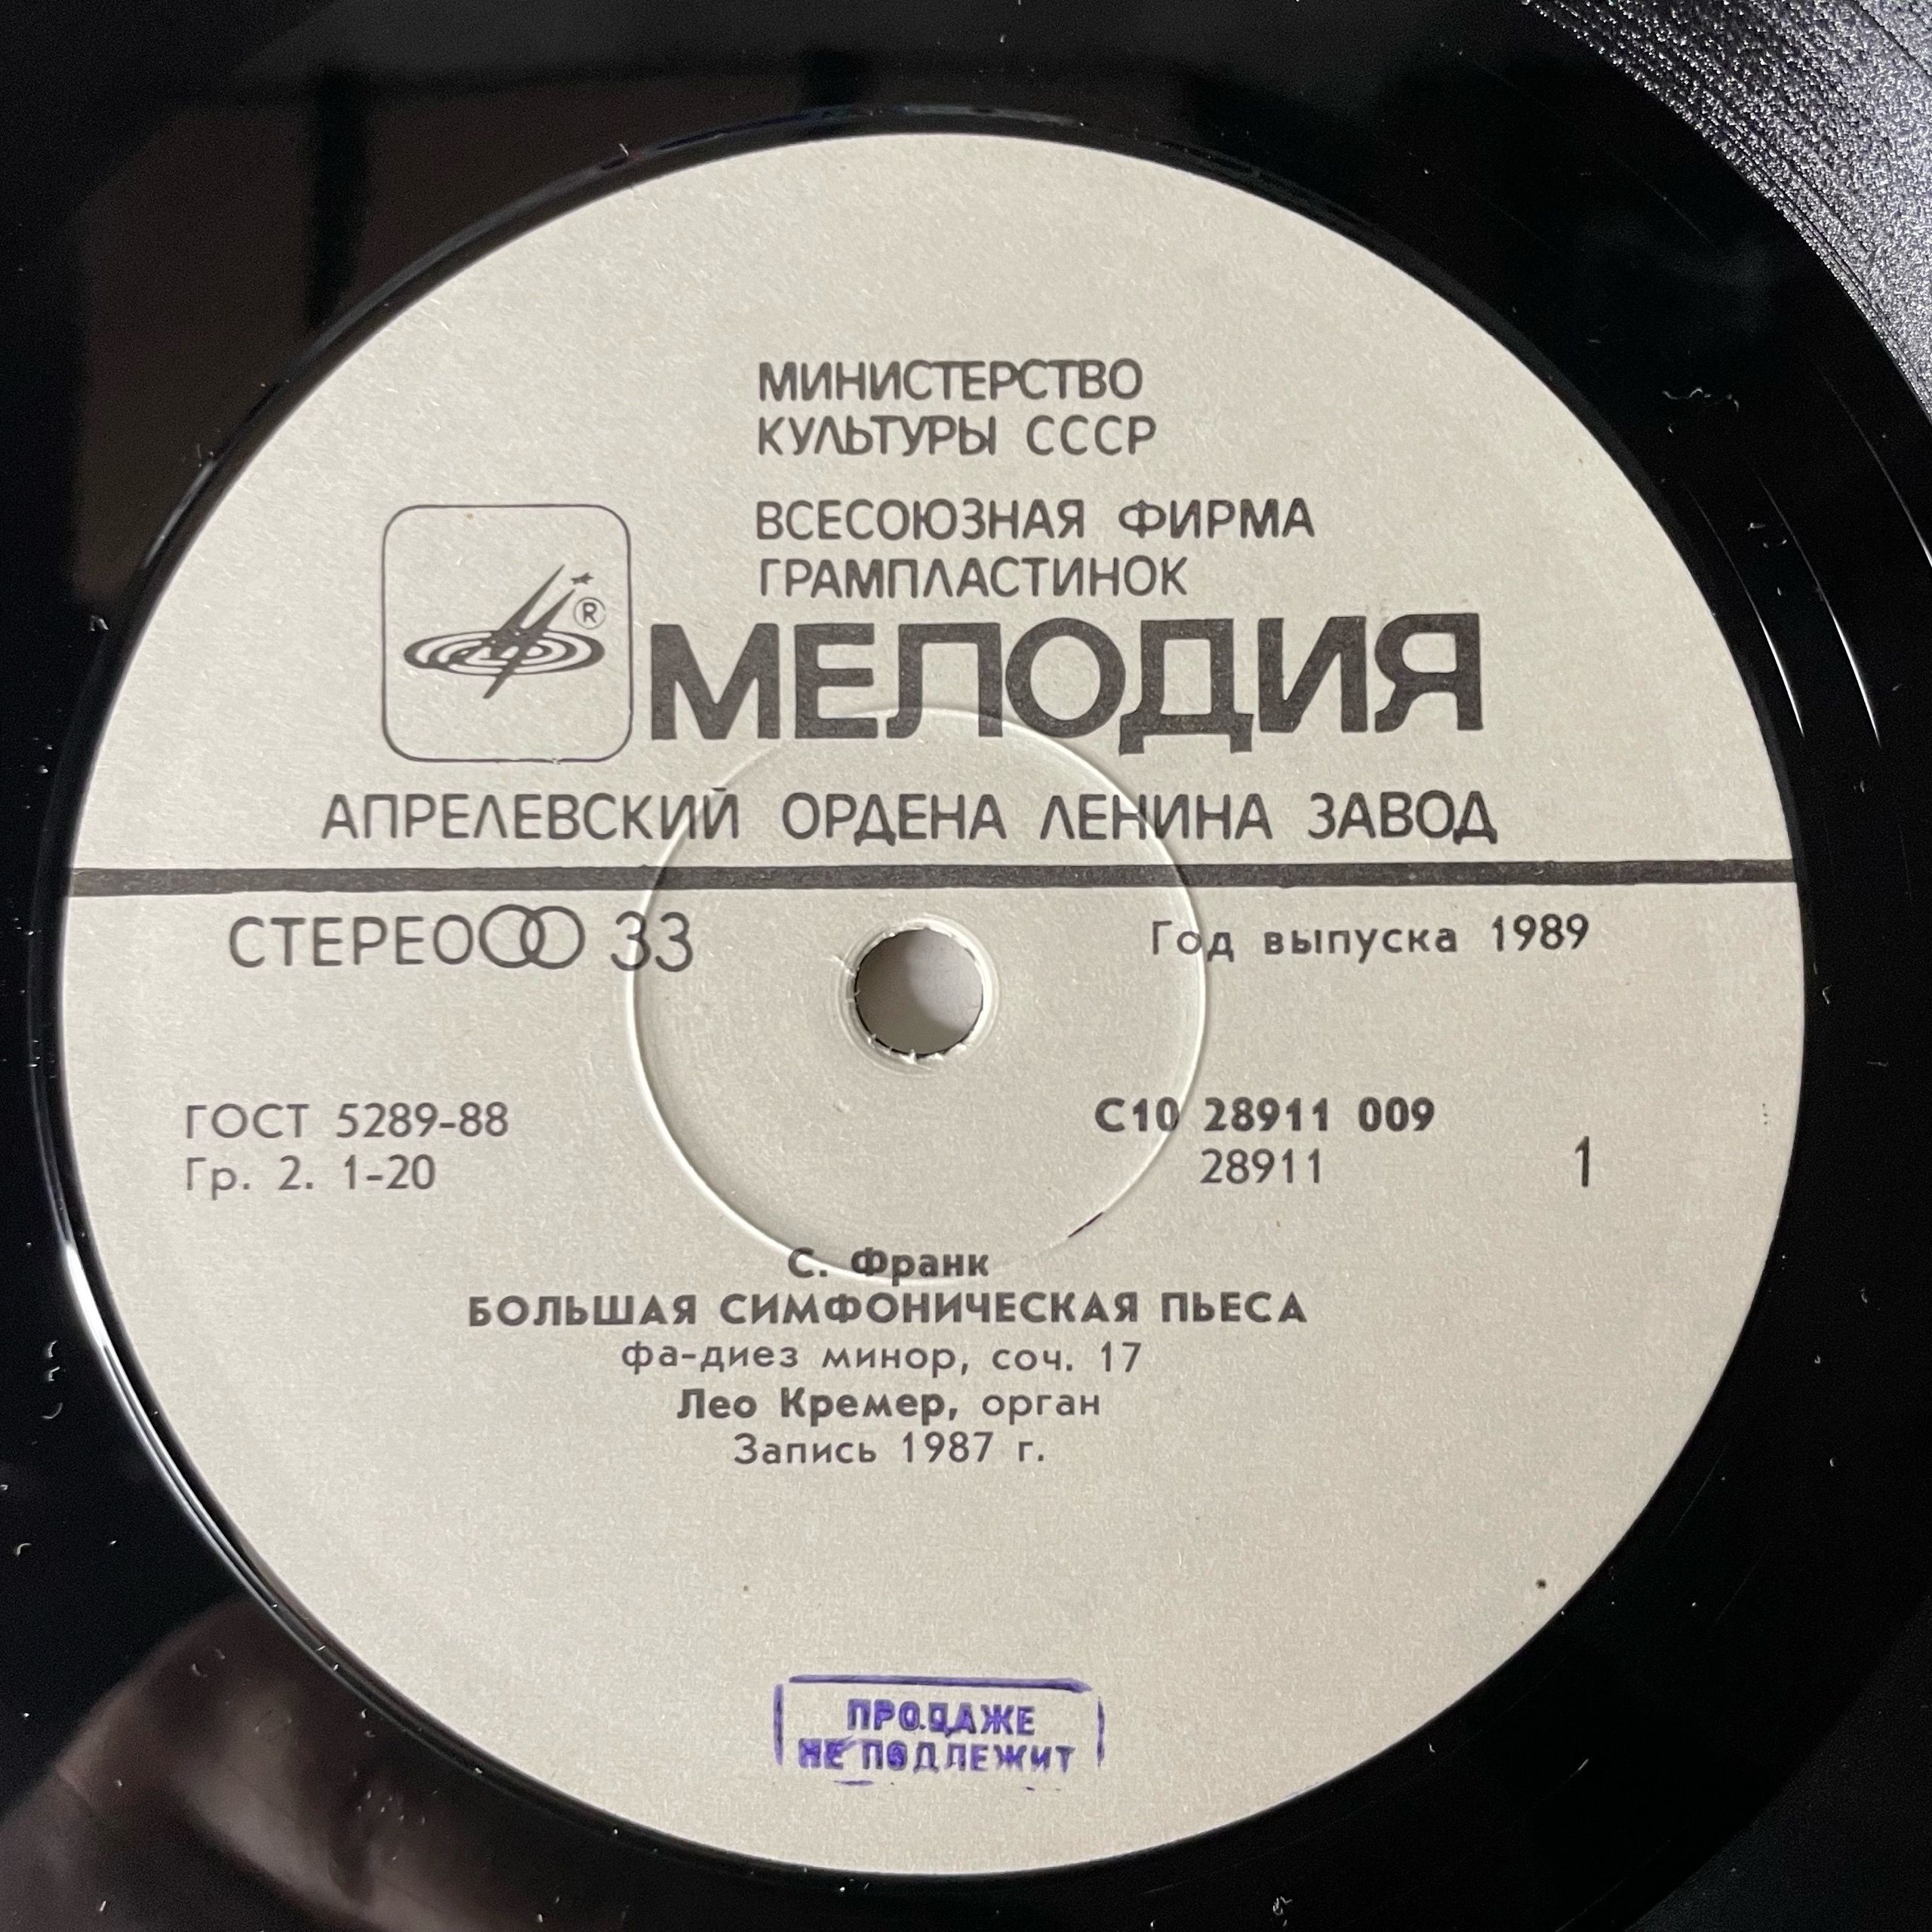 МИНИСТЕРСТВО
КУЛЬТУРЫ СССР
ВСЕСОЮЗНАЯ ФИРМА
ГРАМПЛАСТИНОК
®
МЕЛОДИЯ
АПРЕЛЕВСКИЙ ОРДЕНА ЛЕНИНА ЗАВОД
СТЕРЕО 33
Год выпуска 1989
ГОСТ 5289-88
Гр. 2. 1-20
С10 28911 009
28911
1
С. Франк
БОЛЬШАЯ СИМФОНИЧЕСКАЯ ПЬЕСА
фа-диез минор, соч. 17
Лео Кремер, орган
Запись 1987 г.
ПРОДАЖЕ
НЕ ПОДЛЕЖИТ